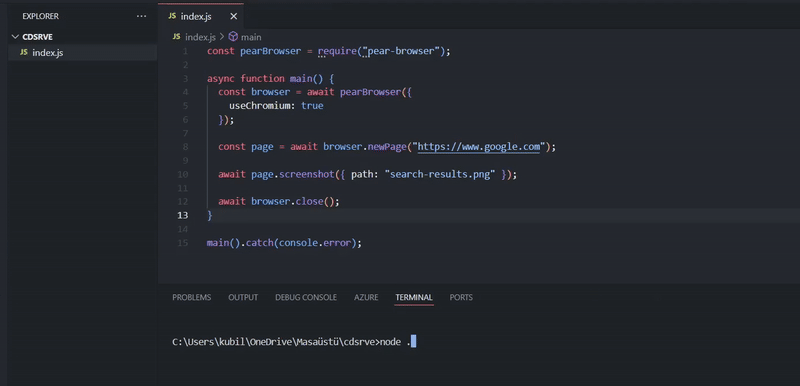 EXPLORER
CDSRVE
JS index.js
JS index.js
JS index.js > main
1 const pearBrowser = require("pear-browser");
2
3 async function main() {
4 const browser = await pearBrowser({
5 useChromium: true
6 });
7
8 const page = await browser.newPage("https://www.google.com");
9
10 await page.screenshot({ path: "search-results.png" });
11
12 await browser.close();
13 }
14
15 main().catch(console.error);
PROBLEMS OUTPUT DEBUG CONSOLE AZURE TERMINAL PORTS
C:\Users\kubil\OneDrive\Masaüstü\cdsrve>node .